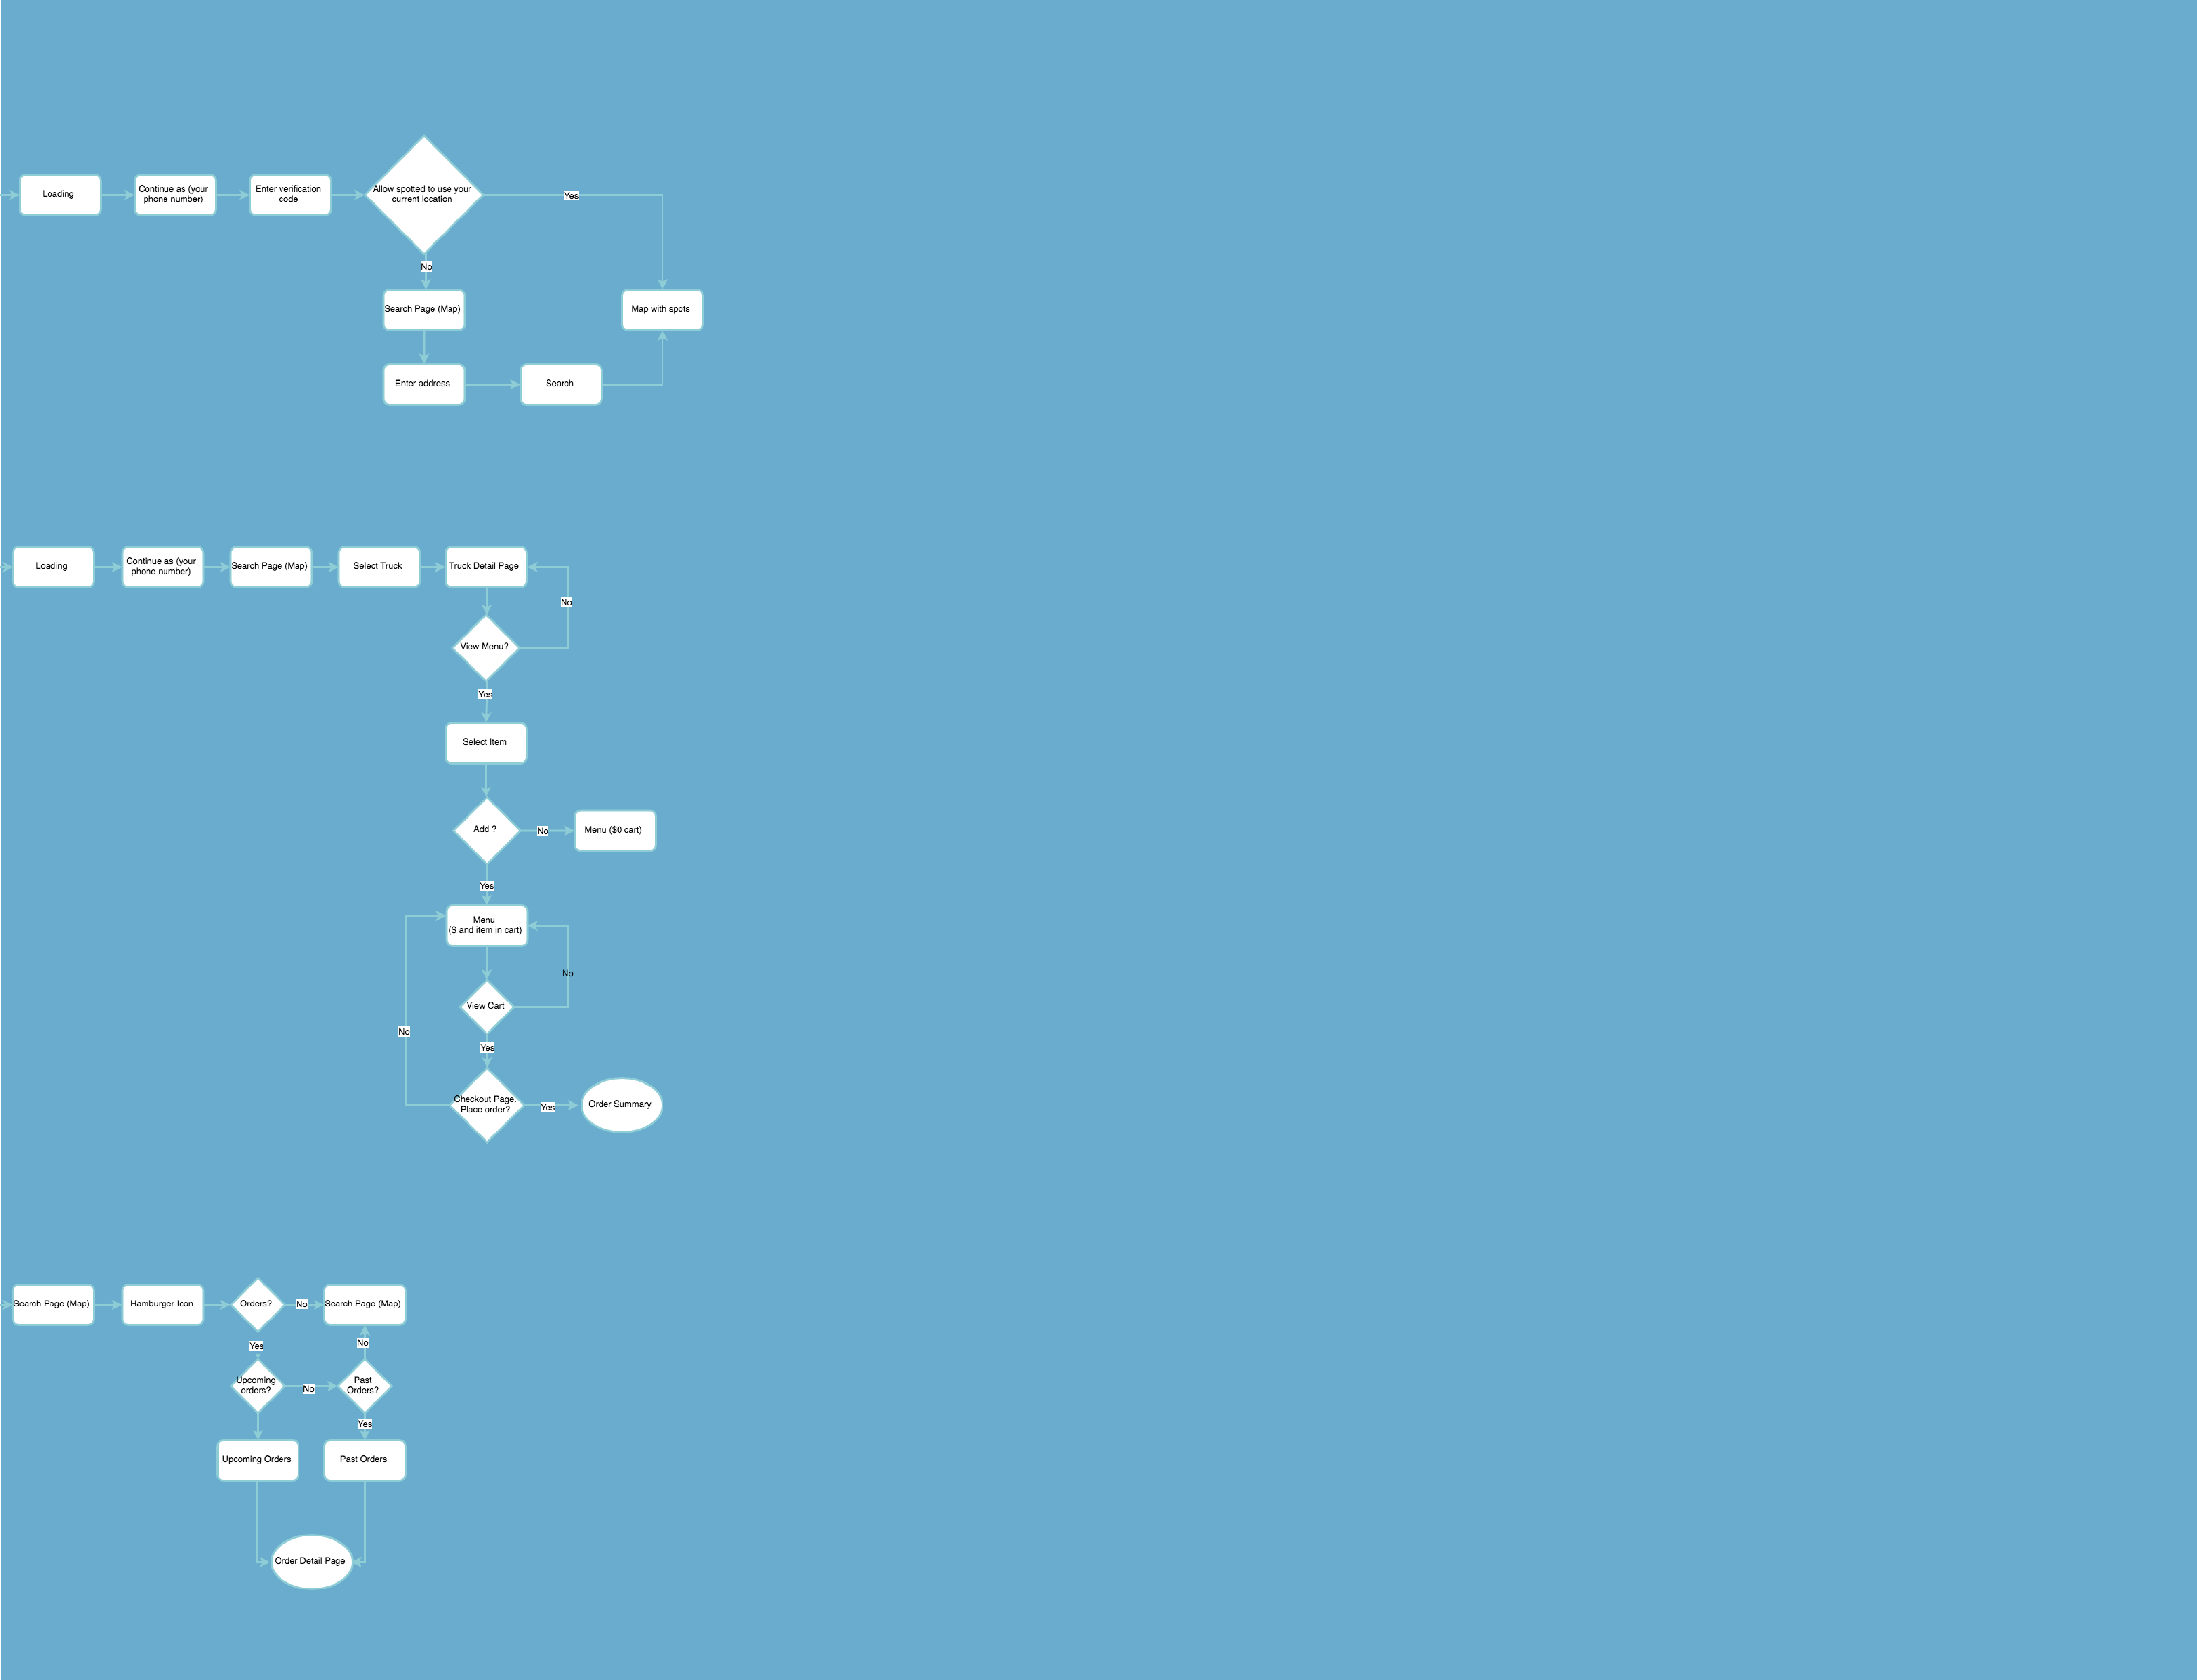 Loading
Continue as (your
phone number)
Enter verification
code
Allow spotted to use your
current location
Yes
No
Search Page (Map)
Map with spots
Enter address
Search
Loading
Continue as (your
phone number)
Search Page (Map)
Select Truck
Truck Detail Page
No
View Menu?
Yes
Select Item
Add ?
No
Menu ($0 cart)
Yes
Menu
($ and item in cart)
No
View Cart
No
Yes
Checkout Page.
Place order?
Yes
Order Summary
Search Page (Map)
Hamburger Icon
Orders?
No
Search Page (Map)
Yes
No
Upcoming
orders?
No
Past
Orders?
Yes
Upcoming Orders
Past Orders
Order Detail Page